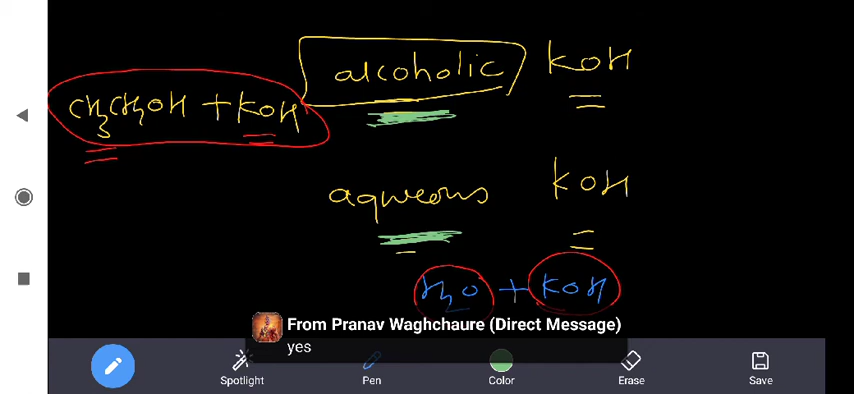 alcoholic KOH
CH3CH2OH + KOH
aqueous KOH
H2O + KOH
From Pranav Waghchaure (Direct Message)
yes
Spotlight Pen Color Erase Save